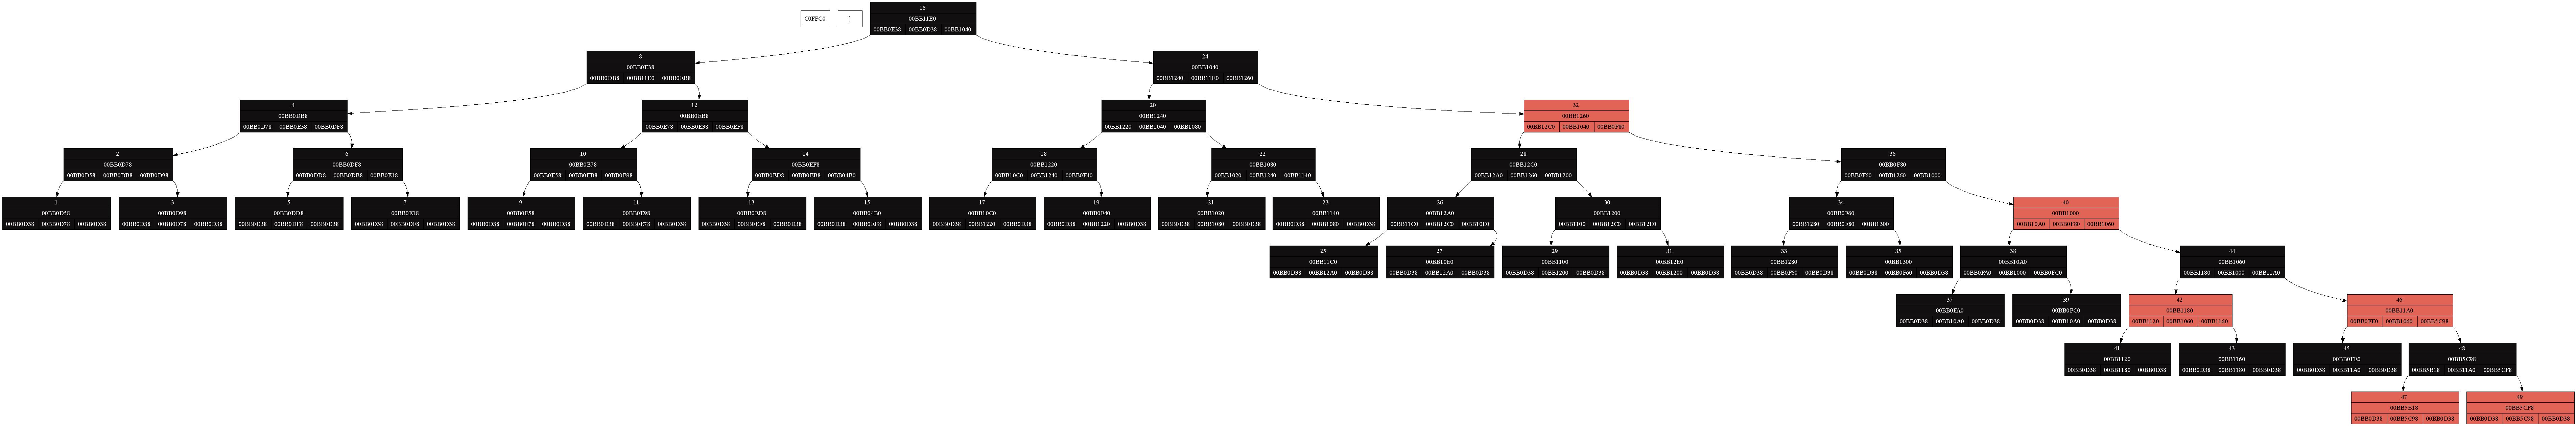 C0FFC0
]
16
00BB11E0
00BB0E38 00BB0D38 00BB1040
8
00BB0E38
00BB0DB8 00BB11E0 00BB0EB8
24
00BB1040
00BB1240 00BB11E0 00BB1260
4
00BB0DB8
00BB0D78 00BB0E38 00BB0DF8
12
00BB0EB8
00BB0E78 00BB0E38 00BB0EF8
20
00BB1240
00BB1220 00BB1040 00BB1080
32
00BB1260
00BB12C0 00BB1040 00BB0F80
2
00BB0D78
00BB0D58 00BB0DB8 00BB0D98
6
00BB0DF8
00BB0DD8 00BB0DB8 00BB0E18
10
00BB0E78
00BB0E58 00BB0EB8 00BB0E98
14
00BB0EF8
00BB0ED8 00BB0EB8 00BB04B0
18
00BB1220
00BB10C0 00BB1240 00BB0F40
22
00BB1080
00BB1020 00BB1240 00BB1140
28
00BB12C0
00BB12A0 00BB1260 00BB1200
36
00BB0F80
00BB0F60 00BB1260 00BB1000
1
00BB0D58
00BB0D38 00BB0D78 00BB0D38
3
00BB0D98
00BB0D38 00BB0D78 00BB0D38
5
00BB0DD8
00BB0D38 00BB0DF8 00BB0D38
7
00BB0E18
00BB0D38 00BB0DF8 00BB0D38
9
00BB0E58
00BB0D38 00BB0E78 00BB0D38
11
00BB0E98
00BB0D38 00BB0E78 00BB0D38
13
00BB0ED8
00BB0D38 00BB0EF8 00BB0D38
15
00BB04B0
00BB0D38 00BB0EF8 00BB0D38
17
00BB10C0
00BB0D38 00BB1220 00BB0D38
19
00BB0F40
00BB0D38 00BB1220 00BB0D38
21
00BB1020
00BB0D38 00BB1080 00BB0D38
23
00BB1140
00BB0D38 00BB1080 00BB0D38
26
00BB12A0
00BB11C0 00BB12C0 00BB10E0
30
00BB1200
00BB1100 00BB12C0 00BB12E0
34
00BB0F60
00BB1280 00BB0F80 00BB1300
40
00BB1000
00BB10A0 00BB0F80 00BB1060
25
00BB11C0
00BB0D38 00BB12A0 00BB0D38
27
00BB10E0
00BB0D38 00BB12A0 00BB0D38
29
00BB1100
00BB0D38 00BB1200 00BB0D38
31
00BB12E0
00BB0D38 00BB1200 00BB0D38
33
00BB1280
00BB0D38 00BB0F60 00BB0D38
35
00BB1300
00BB0D38 00BB0F60 00BB0D38
38
00BB10A0
00BB0FA0 00BB1000 00BB0FC0
44
00BB1060
00BB1180 00BB1000 00BB11A0
37
00BB0FA0
00BB0D38 00BB10A0 00BB0D38
39
00BB0FC0
00BB0D38 00BB10A0 00BB0D38
42
00BB1180
00BB1120 00BB1060 00BB1160
46
00BB11A0
00BB0FE0 00BB1060 00BB5C98
41
00BB1120
00BB0D38 00BB1180 00BB0D38
43
00BB1160
00BB0D38 00BB1180 00BB0D38
45
00BB0FE0
00BB0D38 00BB11A0 00BB0D38
48
00BB5C98
00BB5B18 00BB11A0 00BB5CF8
47
00BB5B18
00BB0D38 00BB5C98 00BB0D38
49
00BB5CF8
00BB0D38 00BB5C98 00BB0D38